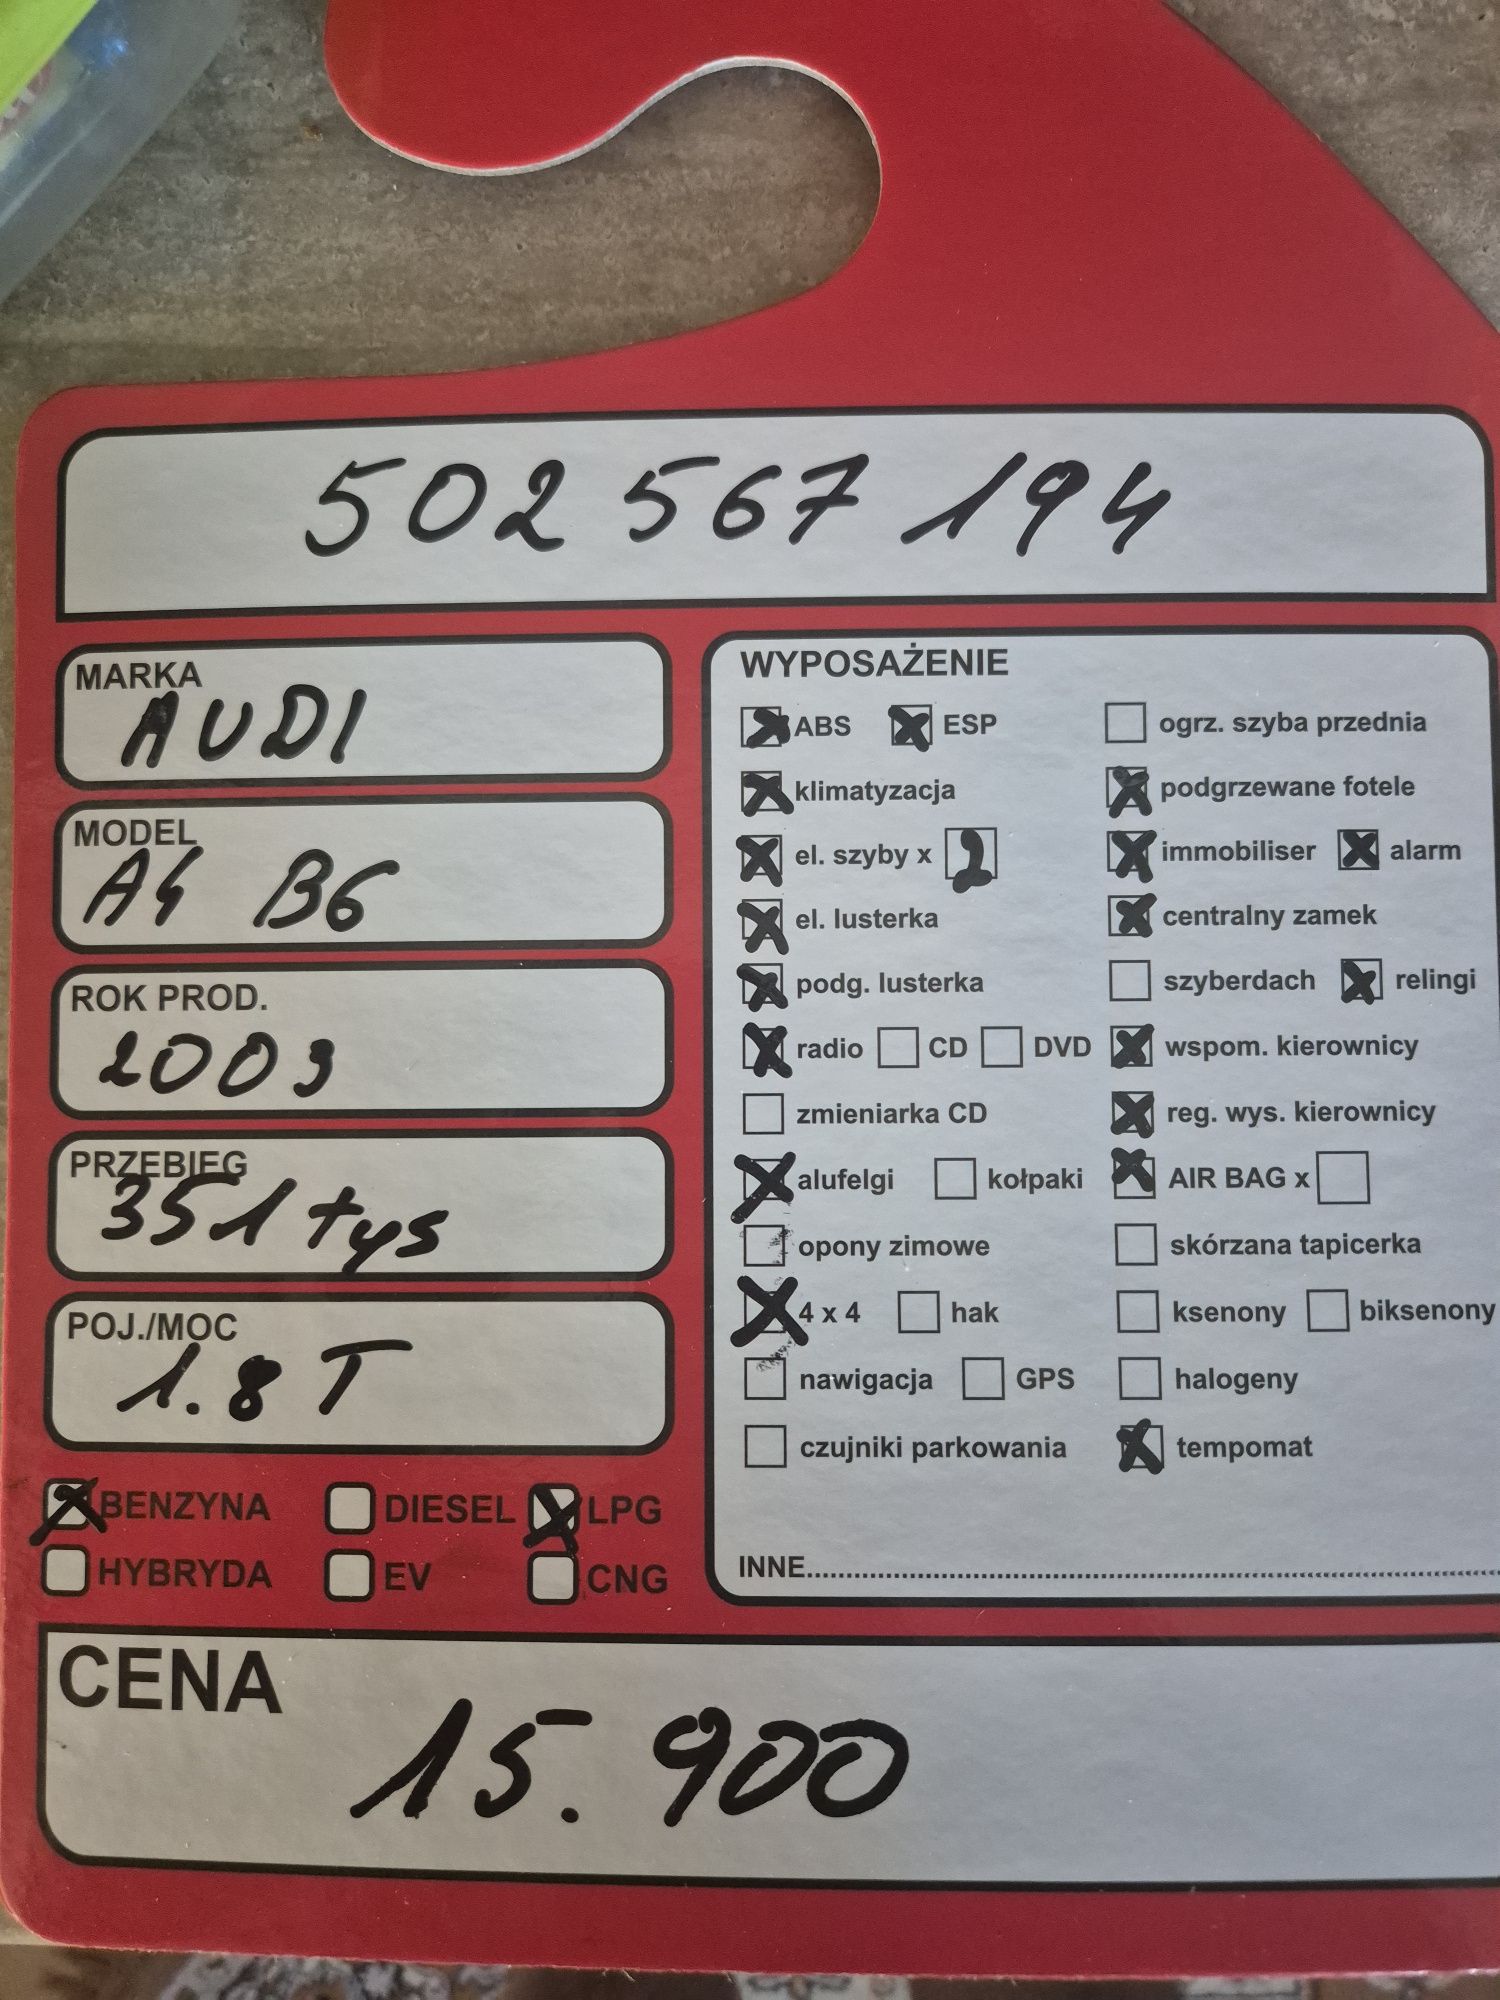 502 567 194
MARKA
AUDI
MODEL
A4 B6
ROK PROD.
2003
PRZEBIEG
351 tys
POJ./MOC
1.8 T
BENZYNA DIESEL LPG
HYBRYDA EV CNG
WYPOSAŻENIE
ABS ESP ogrz. szyba przednia
klimatyzacja podgrzewane fotele
el. szyby x immobiliser alarm
el. lusterka centralny zamek
podg. lusterka szyberdach relingi
radio CD DVD wspom. kierownicy
zmieniarka CD reg. wys. kierownicy
alufelgi kołpaki AIR BAG x
opony zimowe skórzana tapicerka
4 x 4 hak ksenony biksenony
nawigacja GPS halogeny
czujniki parkowania tempomat
INNE
CENA
15.900